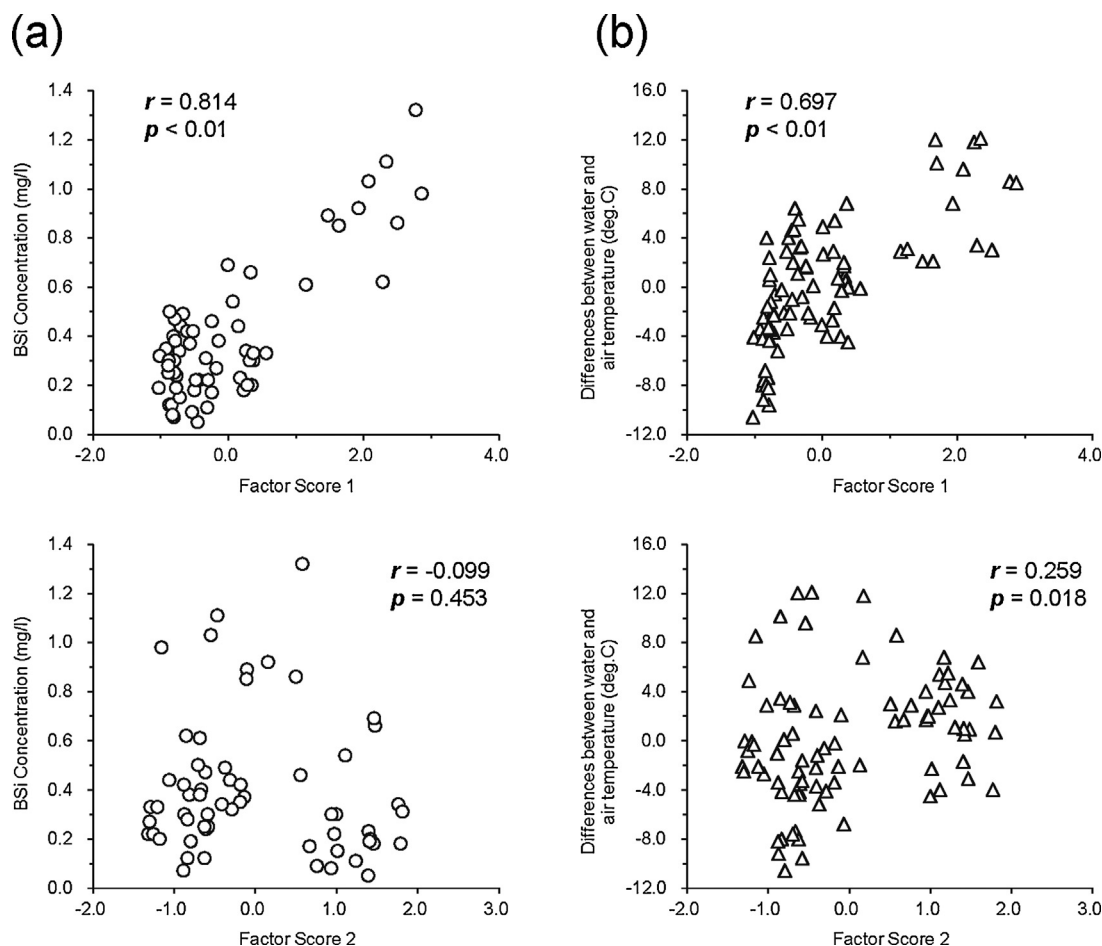 (a)
(b)
r = 0.814
p < 0.01
BSi Concentration (mg/l)
1.4
1.2
1.0
0.8
0.6
0.4
0.2
0.0
-2.0 0.0 2.0 4.0
Factor Score 1
r = 0.697
p < 0.01
Differences between water and
air temperature (deg.C)
16.0
12.0
8.0
4.0
0.0
-4.0
-8.0
-12.0
-2.0 0.0 2.0 4.0
Factor Score 1
r = -0.099
p = 0.453
BSi Concentration (mg/l)
1.4
1.2
1.0
0.8
0.6
0.4
0.2
0.0
-2.0 -1.0 0.0 1.0 2.0 3.0
Factor Score 2
r = 0.259
p = 0.018
Differences between water and
air temperature (deg.C)
16.0
12.0
8.0
4.0
0.0
-4.0
-8.0
-12.0
-2.0 -1.0 0.0 1.0 2.0 3.0
Factor Score 2